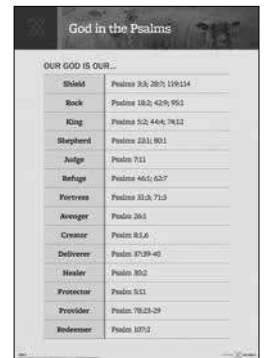 God in the Psalms
OUR GOD IS OUR...
Shield Psalms 3:3; 28:7; 119:114
Rock Psalms 18:2; 42:9; 95:1
King Psalms 5:2; 44:4; 74:12
Shepherd Psalms 23:1; 80:1
Judge Psalm 7:11
Refuge Psalms 46:1; 62:7
Fortress Psalms 31:3; 71:3
Avenger Psalm 26:1
Creator Psalm 8:1,6
Deliverer Psalm 37:39-40
Healer Psalm 30:2
Protector Psalm 5:11
Provider Psalm 78:23-29
Redeemer Psalm 107:2